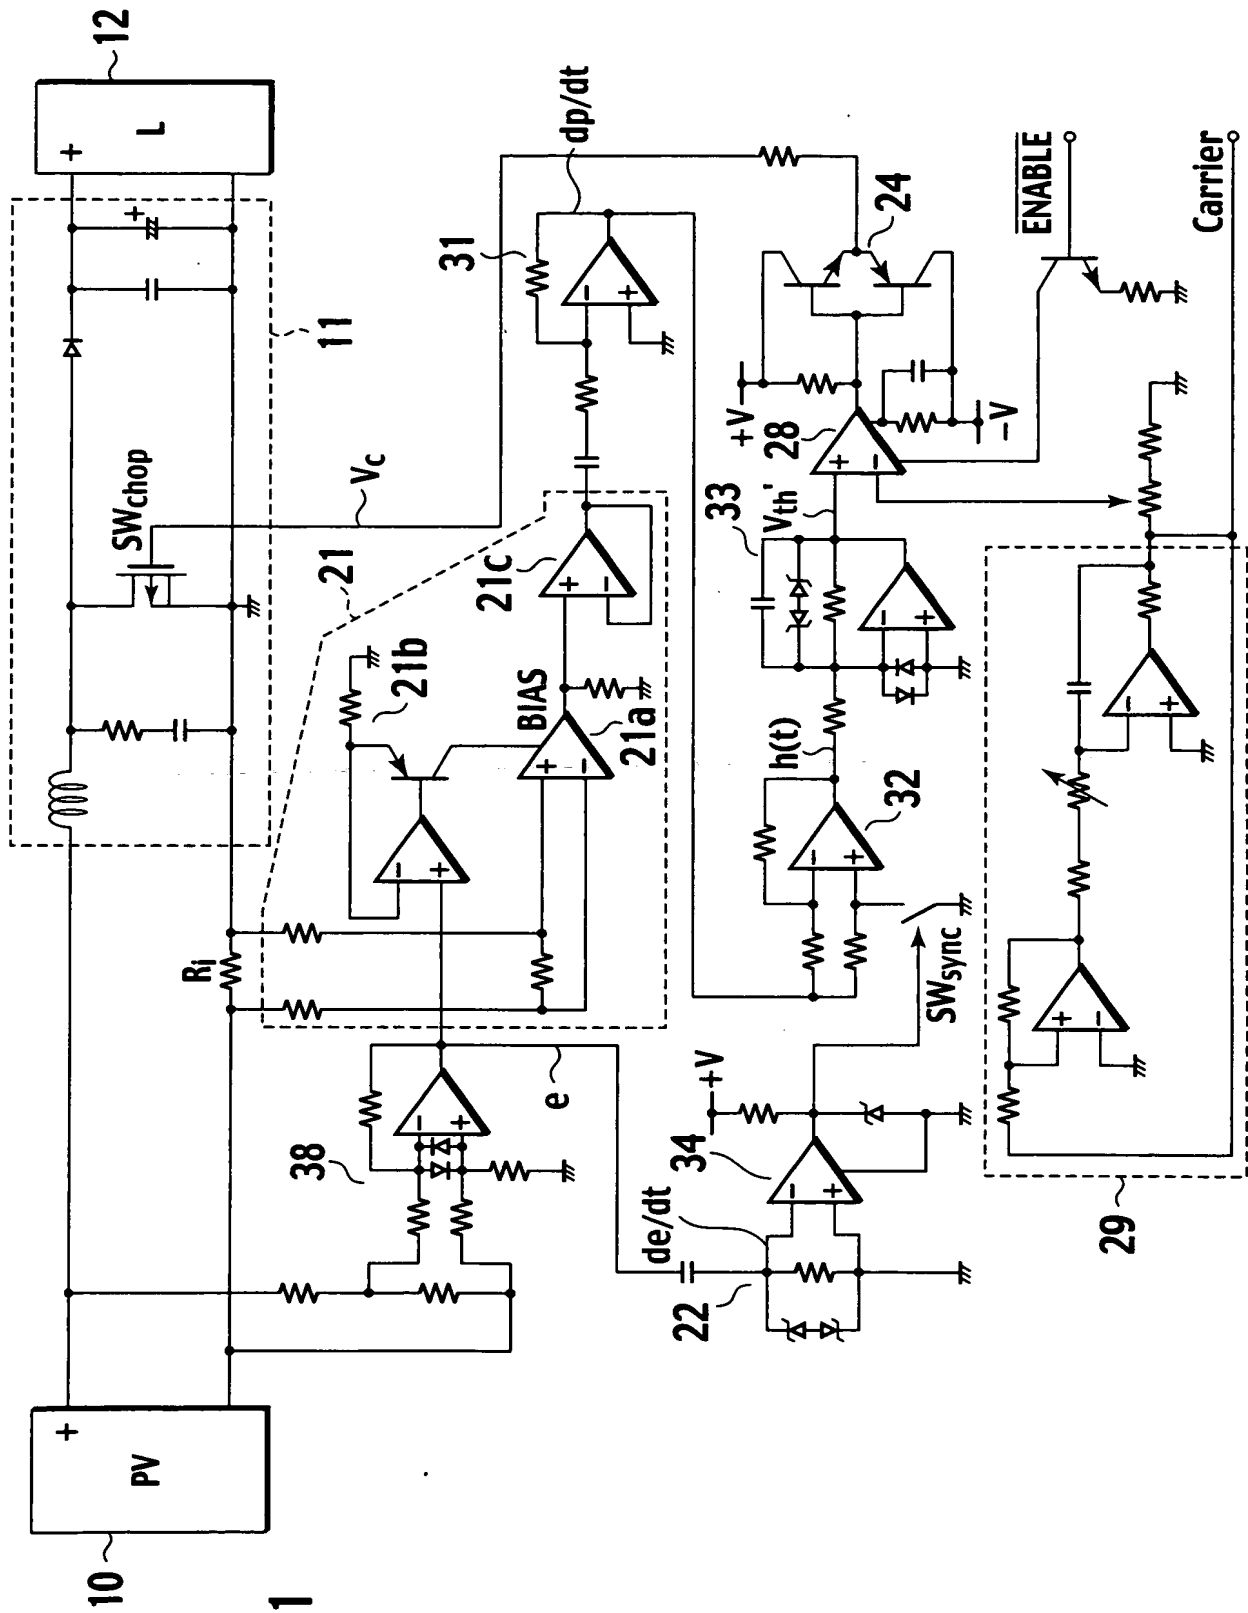 1
10
PV
+
11
SWchop
+
12
L
+
Ri
Vc
21
21b
BIAS
21a
21c
+
−
−
+
+
−
31
dp/dt
−
+
38
−
+
e
22
de/dt
34
−
+
+V
SWsync
32
−
+
h(t)
33
−
+
Vth'
28
+
−
+V
−V
24
ENABLE
Carrier
29
+
−
−
+